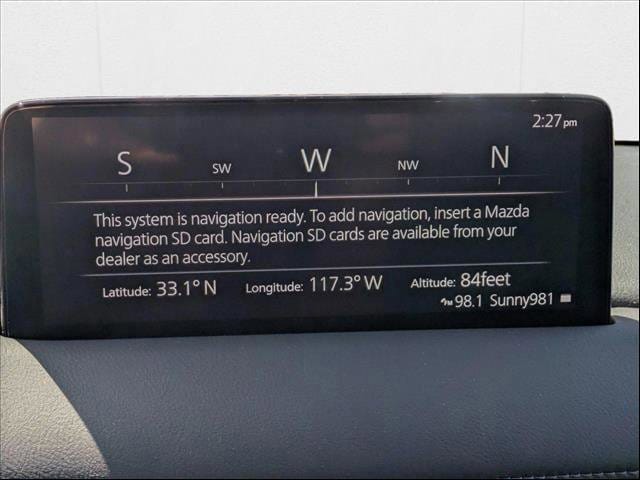 2:27pm
S SW W NW N
This system is navigation ready. To add navigation, insert a Mazda
navigation SD card. Navigation SD cards are available from your
dealer as an accessory.
Latitude: 33.1° N Longitude: 117.3° W Altitude: 84feet
98.1 Sunny981